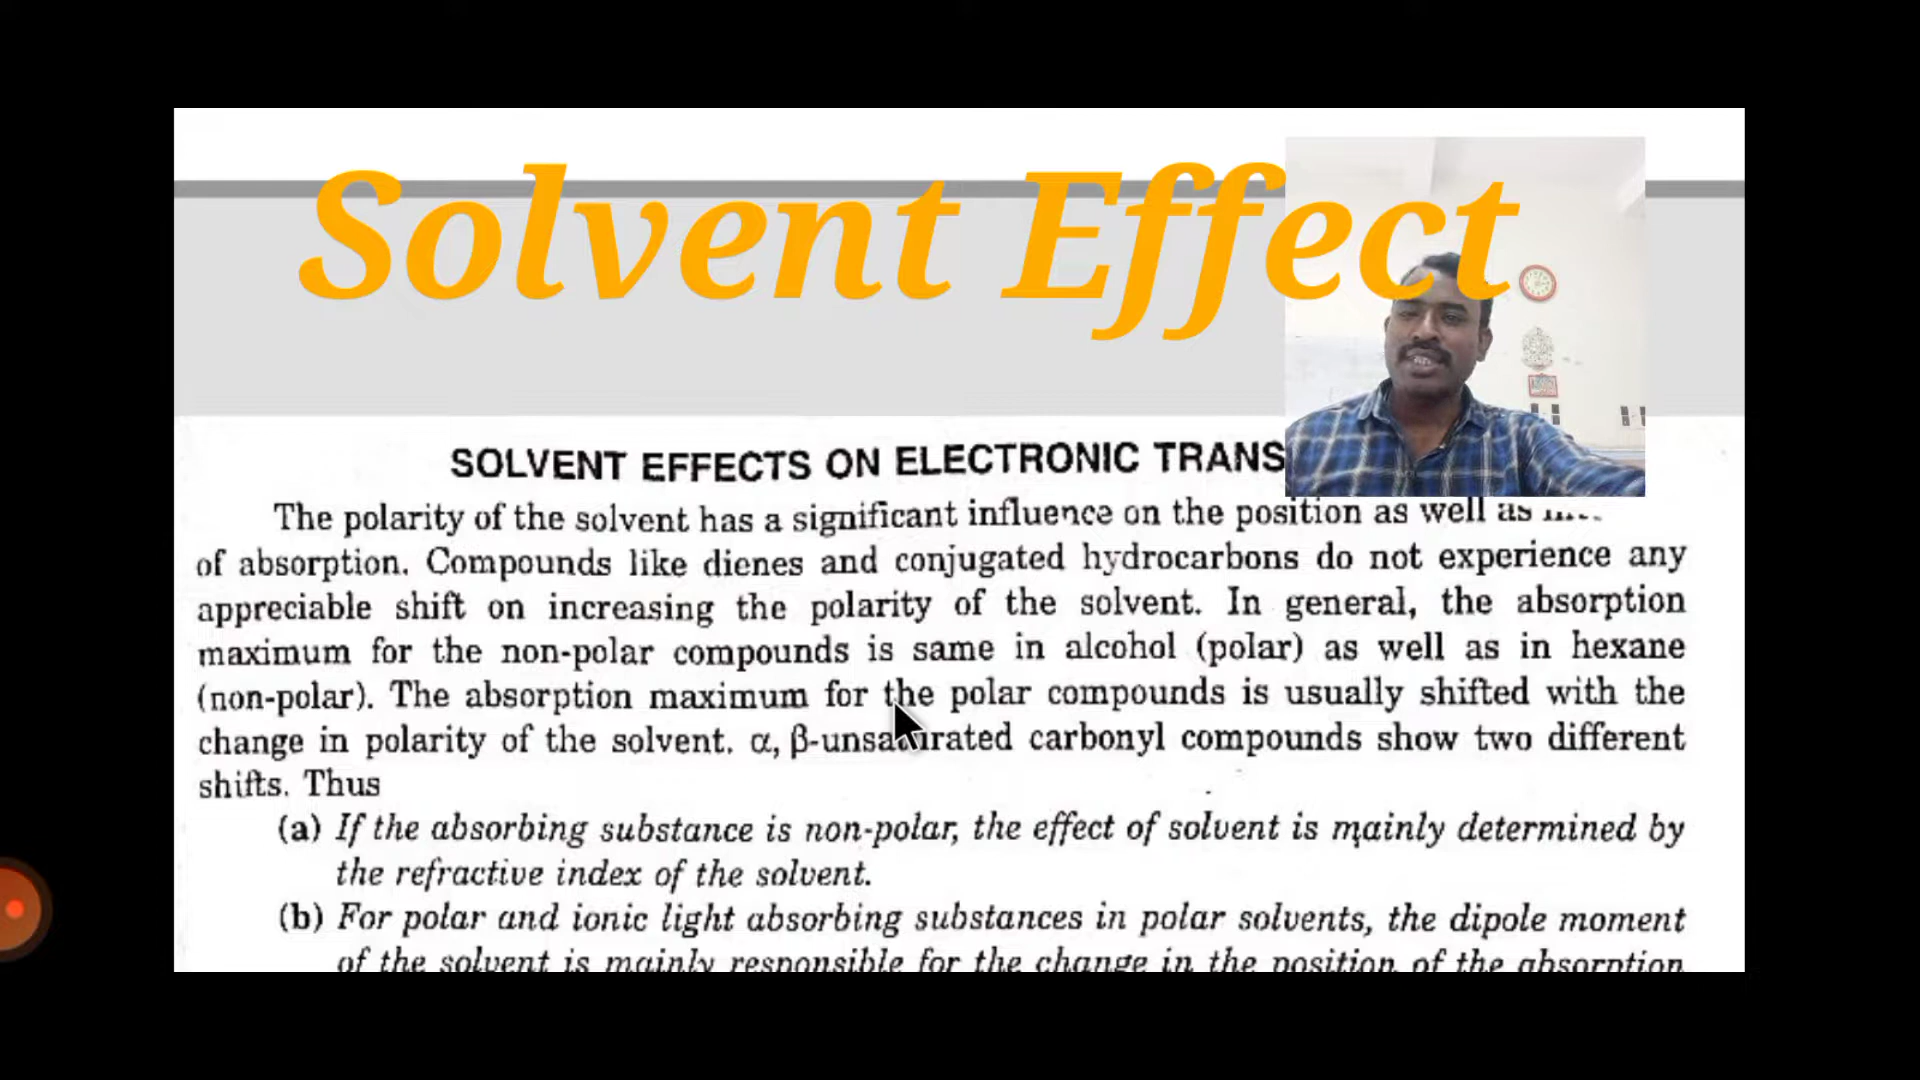 Solvent Effect
SOLVENT EFFECTS ON ELECTRONIC TRANS
The polarity of the solvent has a significant influence on the position as well as
of absorption. Compounds like dienes and conjugated hydrocarbons do not experience any
appreciable shift on increasing the polarity of the solvent. In general, the absorption
maximum for the non-polar compounds is same in alcohol (polar) as well as in hexane
(non-polar). The absorption maximum for the polar compounds is usually shifted with the
change in polarity of the solvent. α, β-unsaturated carbonyl compounds show two different
shifts. Thus
(a) If the absorbing substance is non-polar, the effect of solvent is mainly determined by
the refractive index of the solvent.
(b) For polar and ionic light absorbing substances in polar solvents, the dipole moment
of the solvent is mainly responsible for the change in the position of the absorption